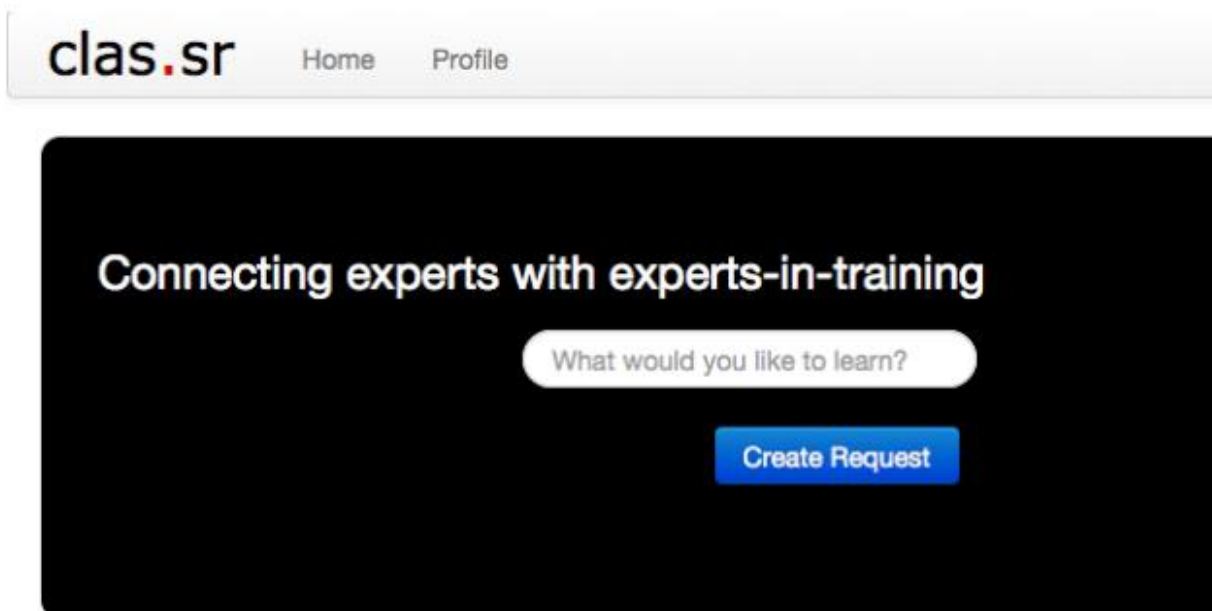 clas.sr Home Profile
Connecting experts with experts-in-training
What would you like to learn?
Create Request